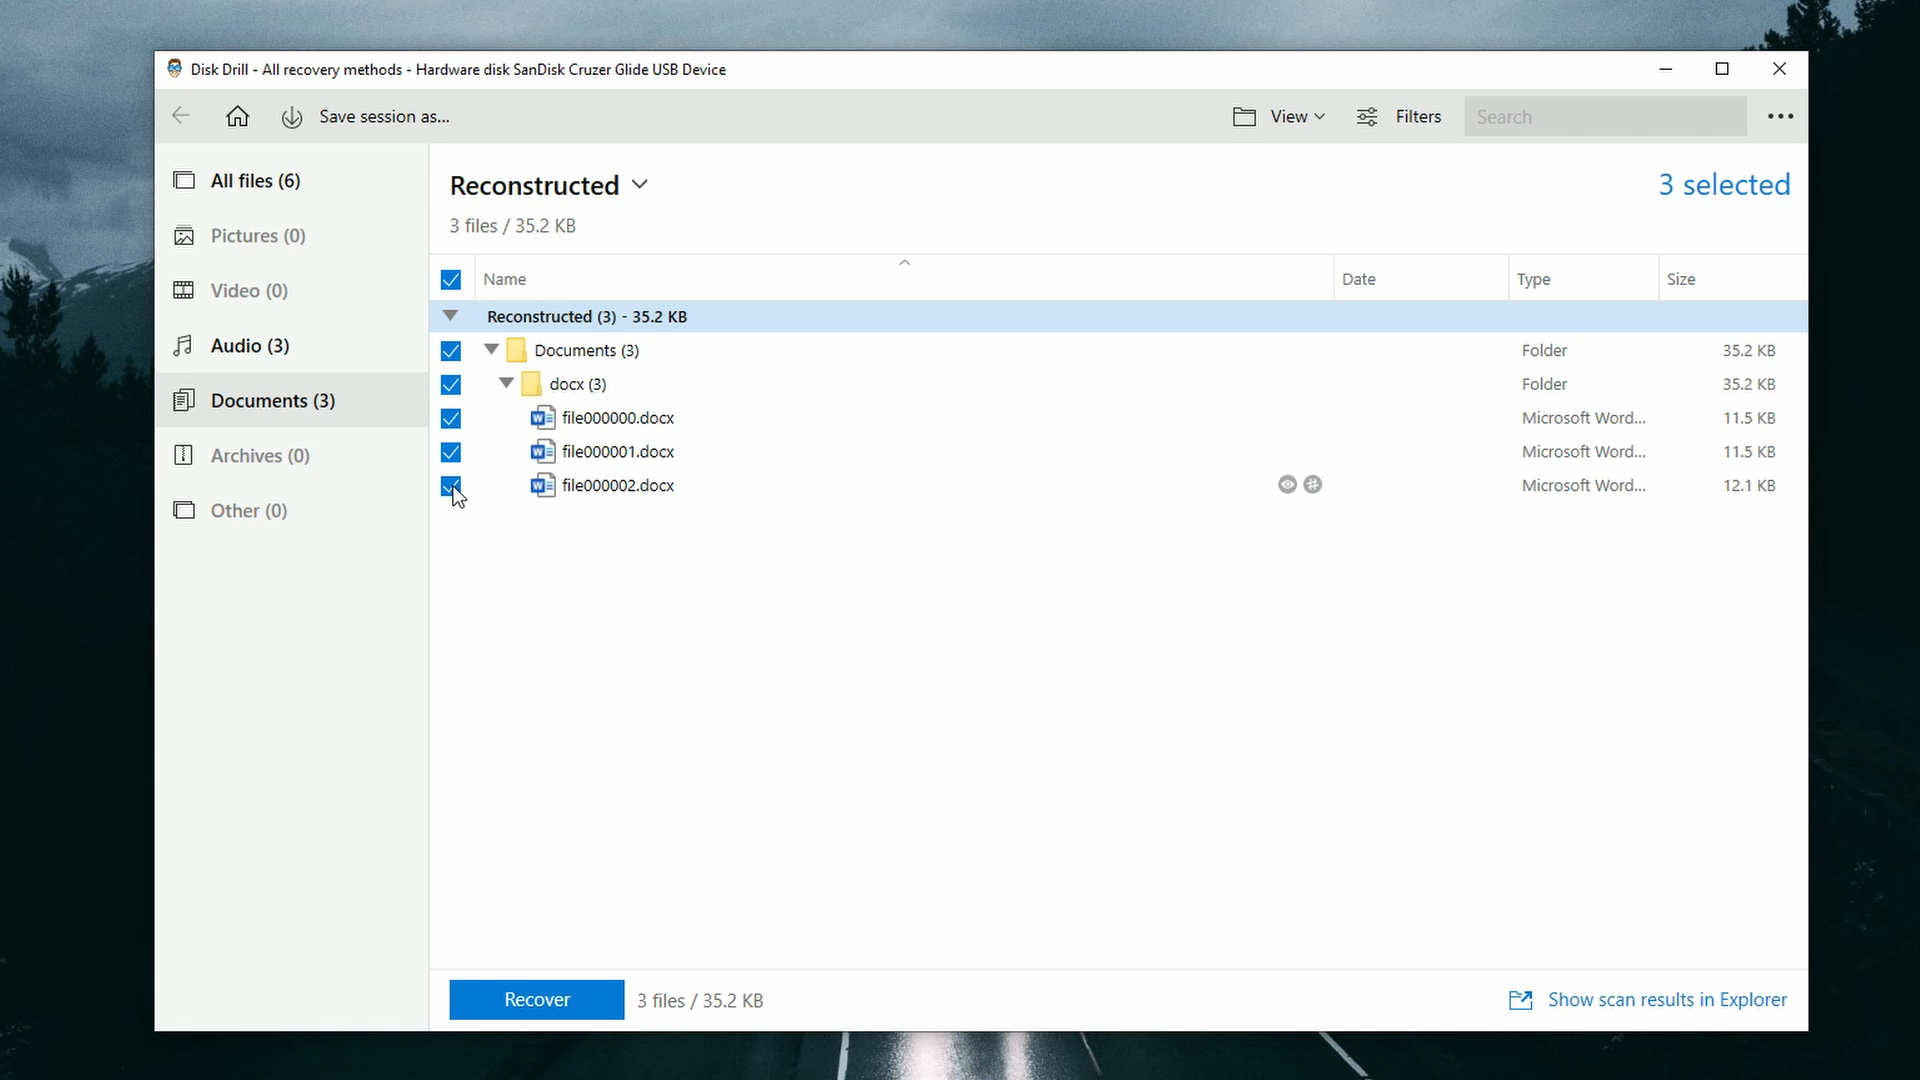 Disk Drill - All recovery methods - Hardware disk SanDisk Cruzer Glide USB Device
Save session as...
View
Filters
Search
All files (6)
Pictures (0)
Video (0)
Audio (3)
Documents (3)
Archives (0)
Other (0)
Reconstructed
3 selected
3 files / 35.2 KB
Name Date Type Size
Reconstructed (3) - 35.2 KB
Documents (3) Folder 35.2 KB
docx (3) Folder 35.2 KB
file000000.docx Microsoft Word... 11.5 KB
file000001.docx Microsoft Word... 11.5 KB
file000002.docx Microsoft Word... 12.1 KB
Recover
3 files / 35.2 KB
Show scan results in Explorer